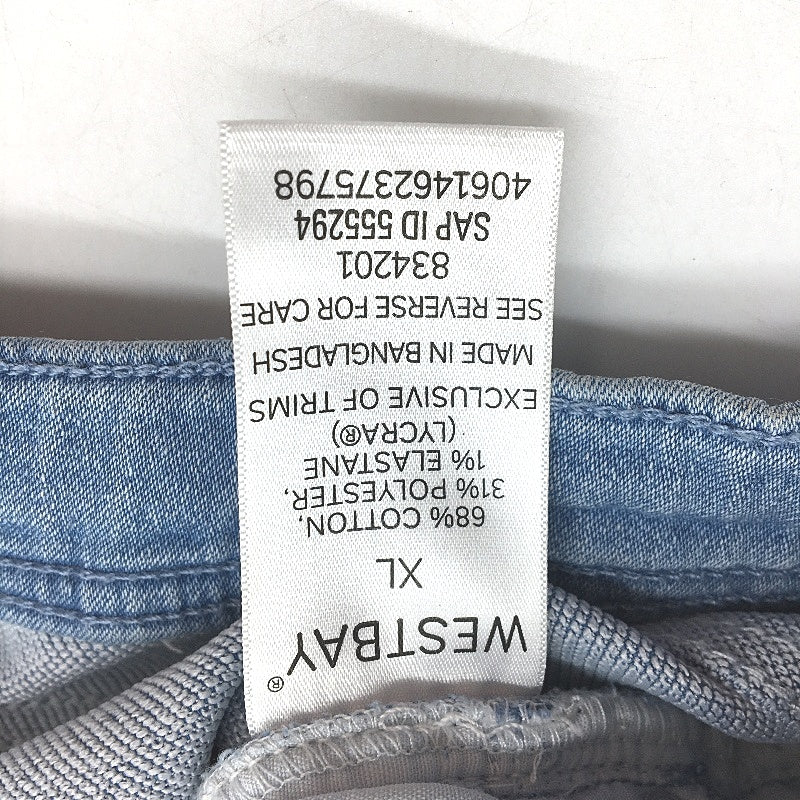 WESTBAY®
XL
68% COTTON,
31% POLYESTER,
1% ELASTANE
(LYCRA®)
EXCLUSIVE OF TRIMS
MADE IN BANGLADESH
SEE REVERSE FOR CARE
834201
SAP ID 555294
4061462375798